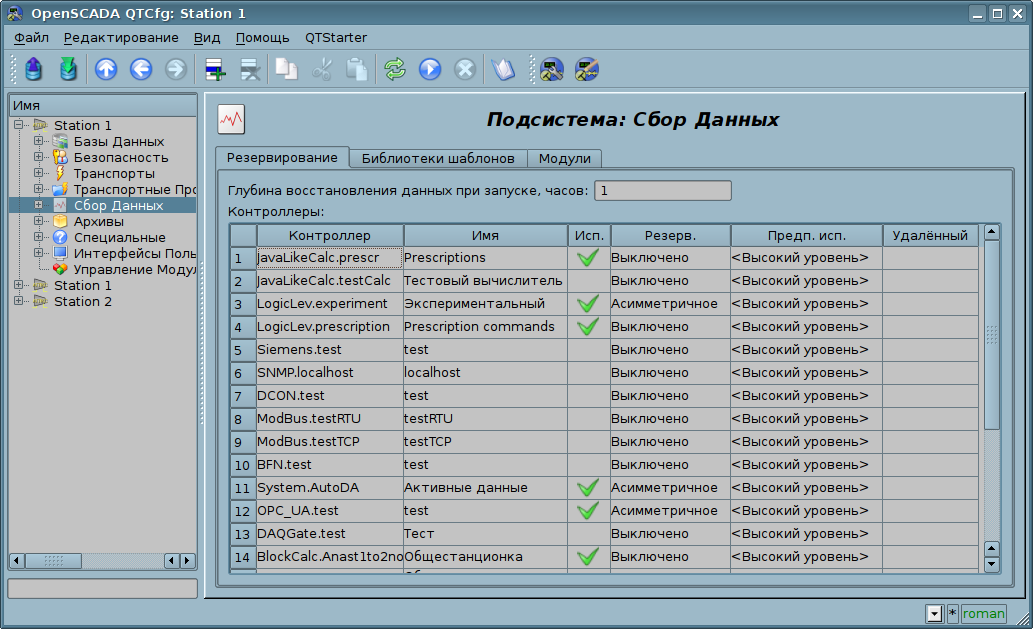 OpenSCADA QTCfg: Station 1
Файл Редактирование Вид Помощь QTStarter
Имя
Station 1
Базы Данных
Безопасность
Транспорты
Транспортные Про
Сбор Данных
Архивы
Специальные
Интерфейсы Поль
Управление Модул
Station 1
Station 2
Подсистема: Сбор Данных
Резервирование Библиотеки шаблонов Модули
Глубина восстановления данных при запуске, часов: 1
Контроллеры:
Контроллер Имя Исп. Резерв. Предп. исп. Удалённый
1 JavaLikeCalc.prescr Prescriptions Выключено <Высокий уровень>
2 JavaLikeCalc.testCalc Тестовый вычислитель Выключено <Высокий уровень>
3 LogicLev.experiment Экспериментальный Асимметричное <Высокий уровень>
4 LogicLev.prescription Prescription commands Выключено <Высокий уровень>
5 Siemens.test test Выключено <Высокий уровень>
6 SNMP.localhost localhost Выключено <Высокий уровень>
7 DCON.test test Выключено <Высокий уровень>
8 ModBus.testRTU testRTU Выключено <Высокий уровень>
9 ModBus.testTCP testTCP Выключено <Высокий уровень>
10 BFN.test test Выключено <Высокий уровень>
11 System.AutoDA Активные данные Асимметричное <Высокий уровень>
12 OPC_UA.test test Асимметричное <Высокий уровень>
13 DAQGate.test Тест Выключено <Высокий уровень>
14 BlockCalc.Anast1to2no Общестанционка Выключено <Высокий уровень>
* roman